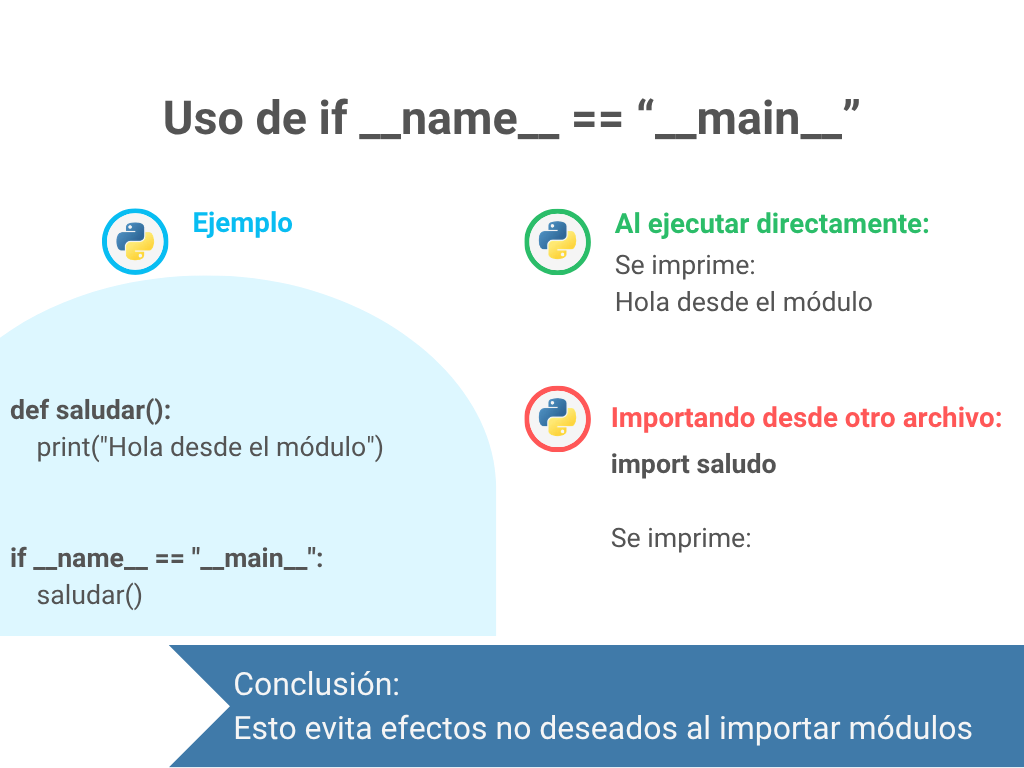 Uso de if __name__ == “__main__”
Ejemplo
def saludar():
print("Hola desde el módulo")
if __name__ == "__main__":
saludar()
Al ejecutar directamente:
Se imprime:
Hola desde el módulo
Importando desde otro archivo:
import saludo
Se imprime:
Conclusión:
Esto evita efectos no deseados al importar módulos